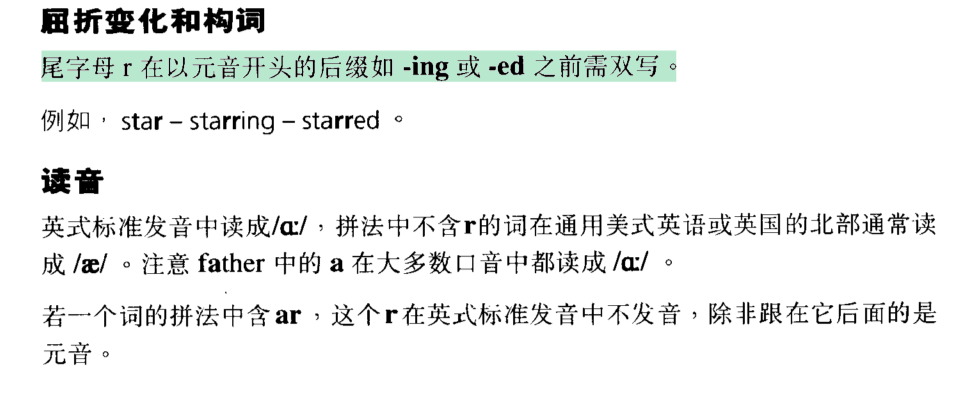 屈折变化和构词
尾字母 r 在以元音开头的后缀如 -ing 或 -ed 之前需双写。
例如，star – starring – starred 。
读音
英式标准发音中读成/ɑː/，拼法中不含r的词在通用美式英语或英国的北部通常读
成 /æ/ 。注意 father 中的 a 在大多数口音中都读成 /ɑː/ 。
若一个词的拼法中含 ar ，这个 r 在英式标准发音中不发音，除非跟在它后面的是
元音。